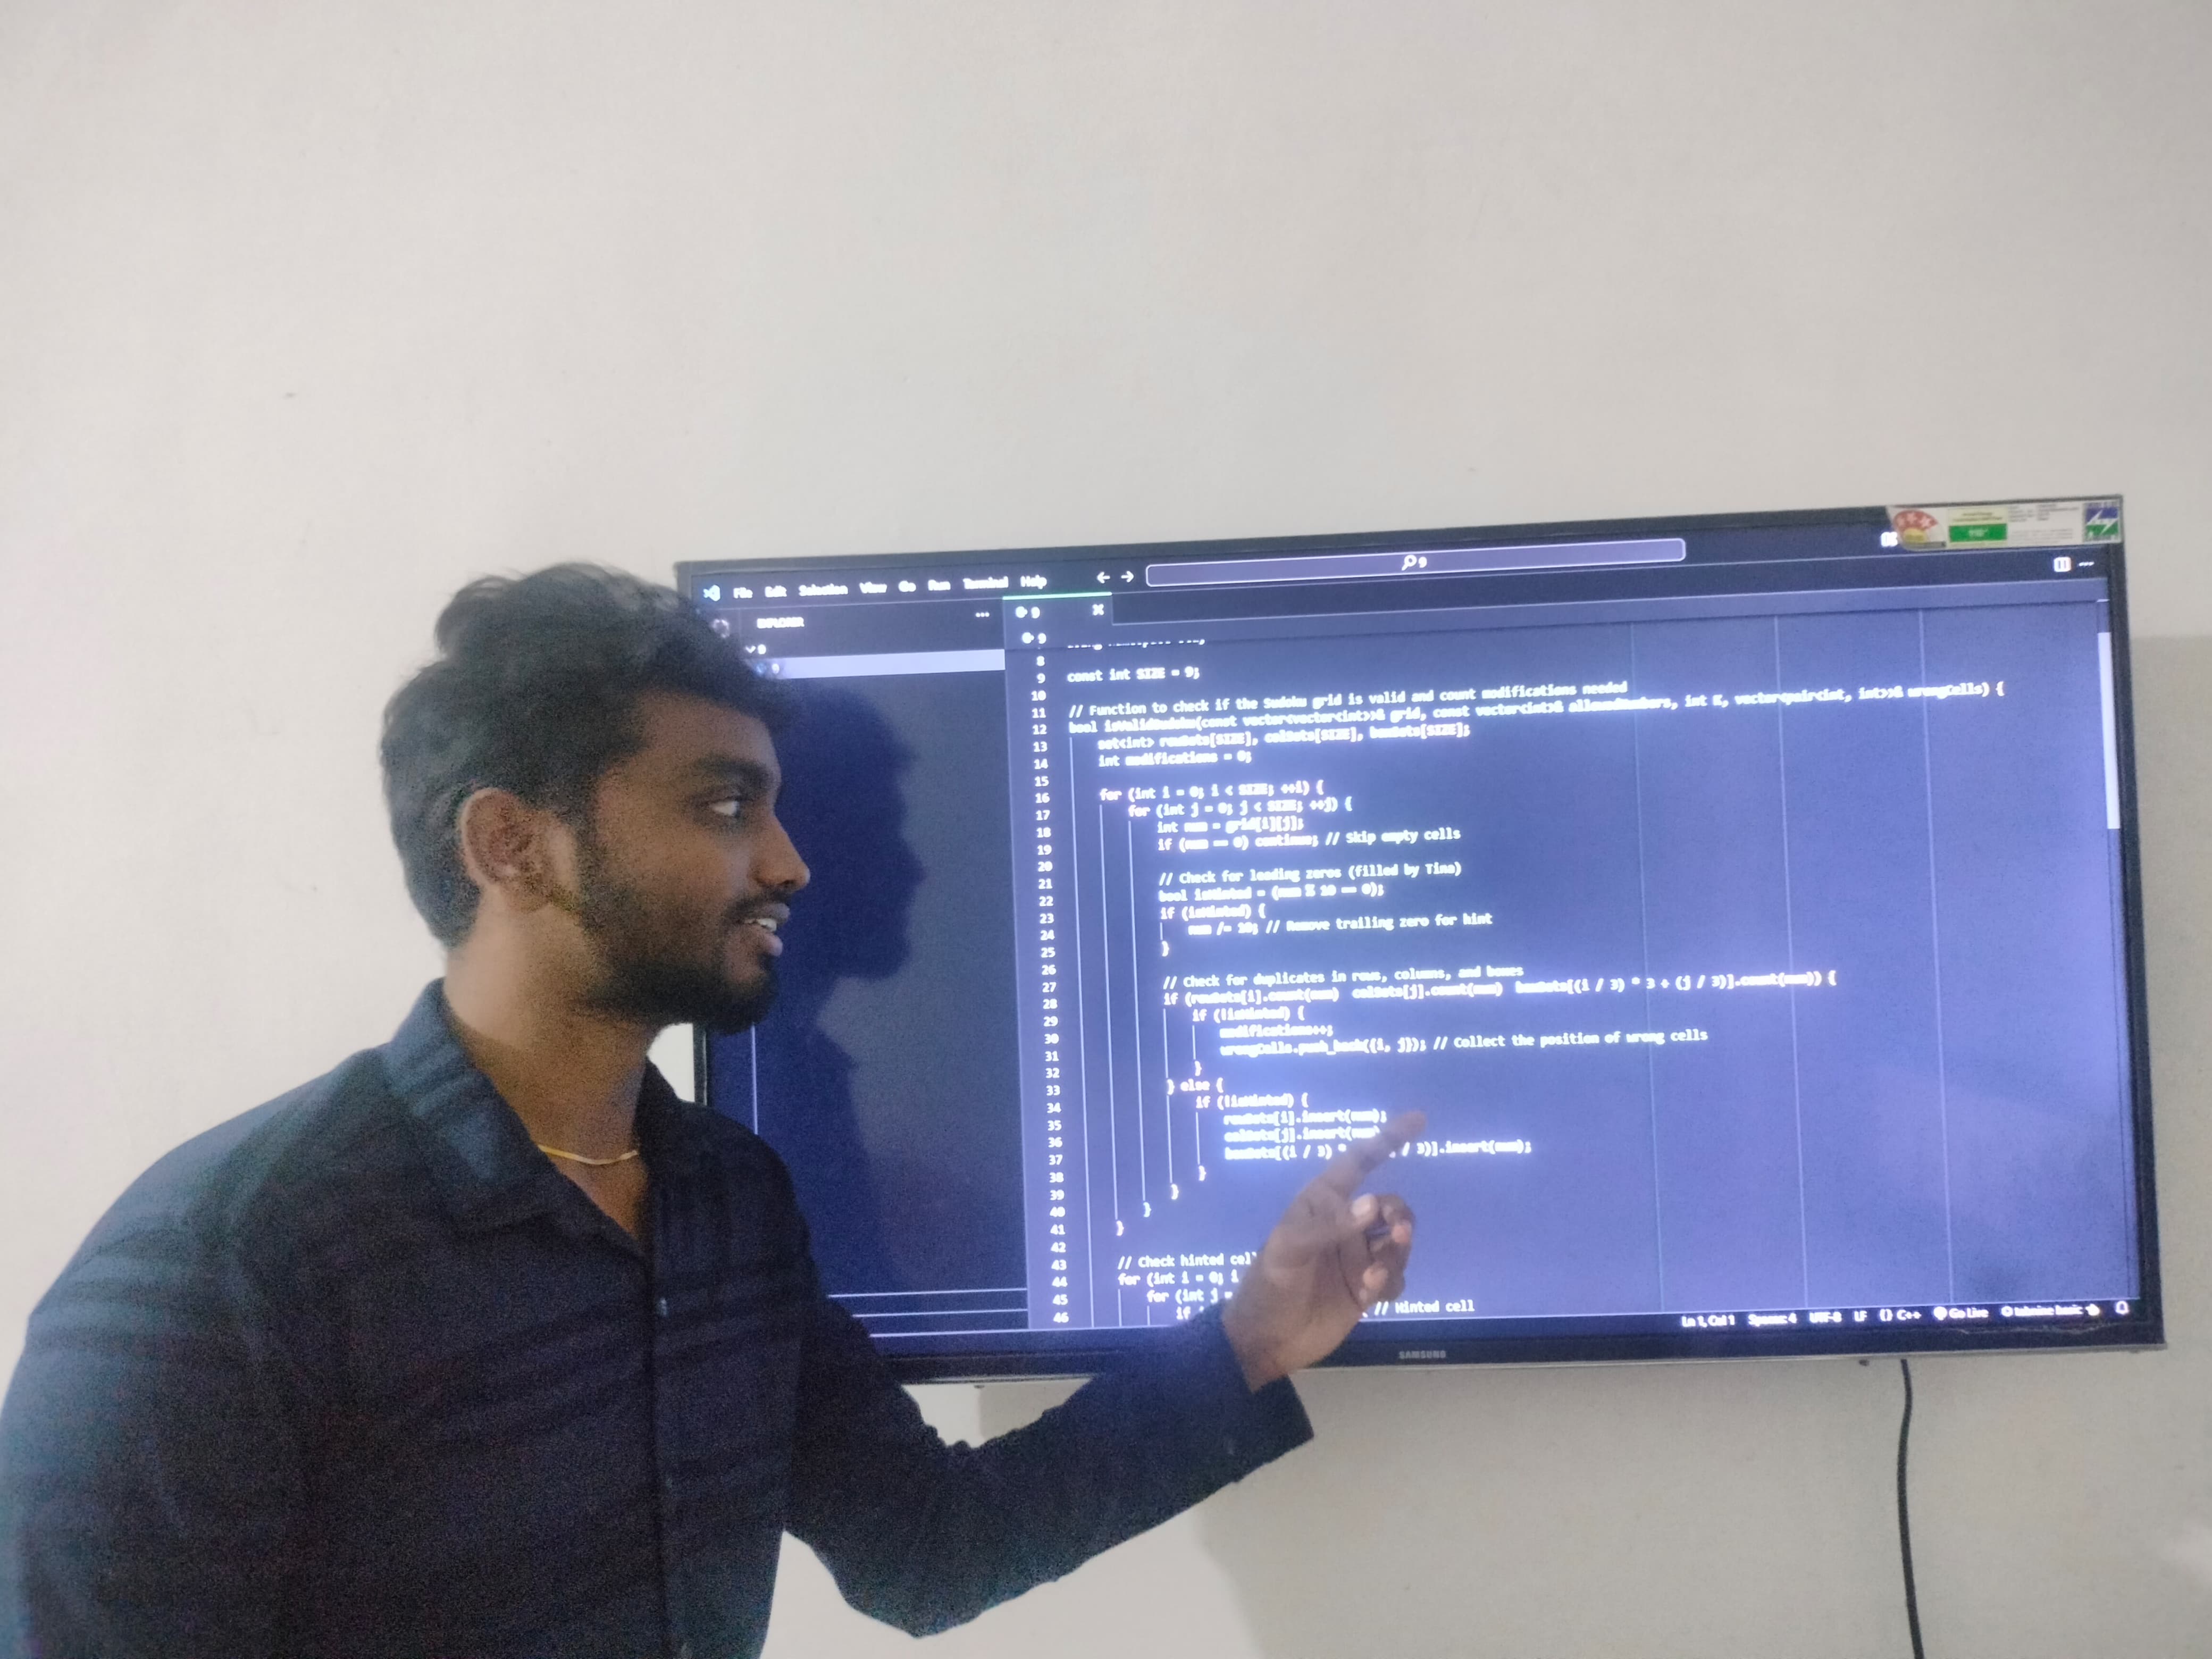 File Edit Selection View Go Run Terminal Help
9
EXPLORER
9
9
9
9
8
9 const int SIZE = 9;
10
11 // Function to check if the Sudoku grid is valid and count modifications needed
12 bool isValidSudoku(const vector<vector<int>>& grid, const vector<int>& allowedNumbers, int K, vector<pair<int, int>>& wrongCells) {
13 set<int> rowSets[SIZE], colSets[SIZE], boxSets[SIZE];
14 int modifications = 0;
15
16 for (int i = 0; i < SIZE; ++i) {
17 for (int j = 0; j < SIZE; ++j) {
18 int num = grid[i][j];
19 if (num == 0) continue; // Skip empty cells
20
21 // Check for leading zeros (filled by Tina)
22 bool isHinted = (num % 10 == 0);
23 if (isHinted) {
24 num /= 10; // Remove trailing zero for hint
25 }
26
27 // Check for duplicates in rows, columns, and boxes
28 if (rowSets[i].count(num) colSets[j].count(num) boxSets[(i / 3) * 3 + (j / 3)].count(num)) {
29 if (!isHinted) {
30 modifications++;
31 wrongCells.push_back({i, j}); // Collect the position of wrong cells
32 }
33 } else {
34 if (!isHinted) {
35 rowSets[i].insert(num);
36 colSets[j].insert(num
37 boxSets[(i / 3) / 3)].insert(num);
38 }
39 }
40 }
41 }
42
43 // Check hinted cel
44 for (int i = 0; i
45 for (int j =
46 if // Hinted cell
Ln 1, Col 1 Spaces: 4 UTF-8 LF {} C++ Go Live
SAMSUNG